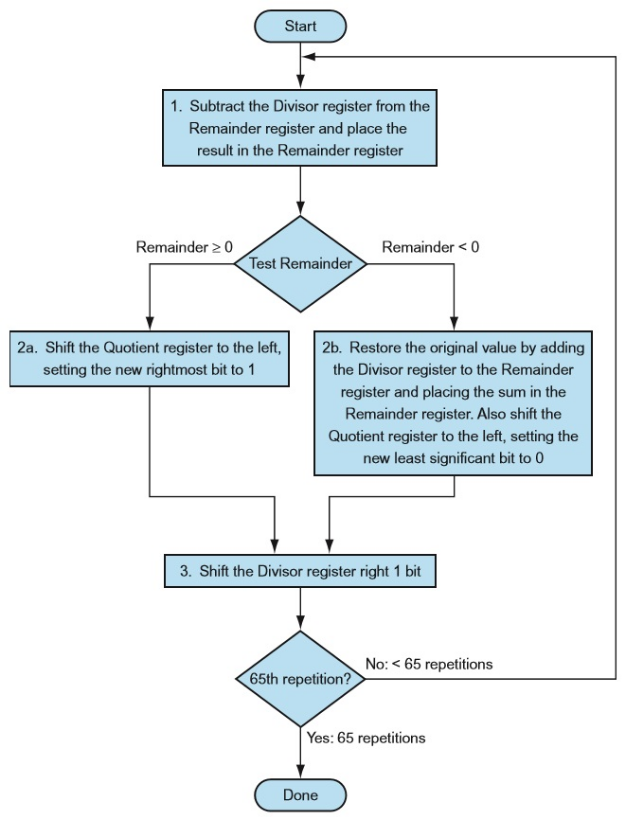 Start
1. Subtract the Divisor register from the
Remainder register and place the
result in the Remainder register
Remainder ≥ 0
Remainder < 0
Test Remainder
2a. Shift the Quotient register to the left,
setting the new rightmost bit to 1
2b. Restore the original value by adding
the Divisor register to the Remainder
register and placing the sum in the
Remainder register. Also shift the
Quotient register to the left, setting the
new least significant bit to 0
3. Shift the Divisor register right 1 bit
65th repetition?
No: < 65 repetitions
Yes: 65 repetitions
Done